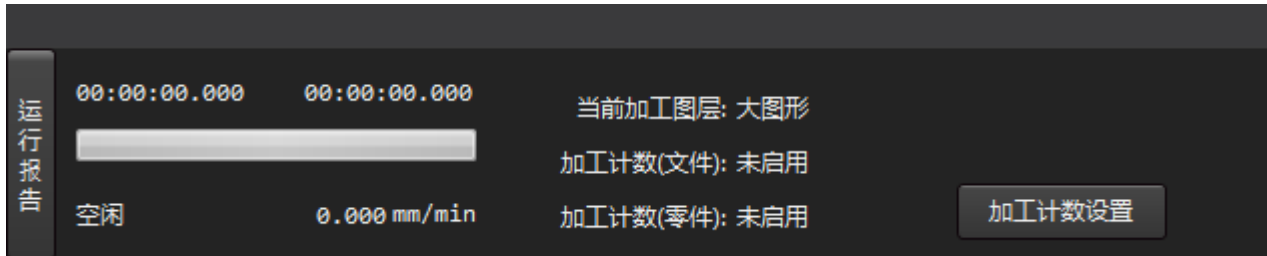 运行报告
00:00:00.000 00:00:00.000
空闲 0.000 mm/min
当前加工图层: 大图形
加工计数(文件): 未启用
加工计数(零件): 未启用
加工计数设置